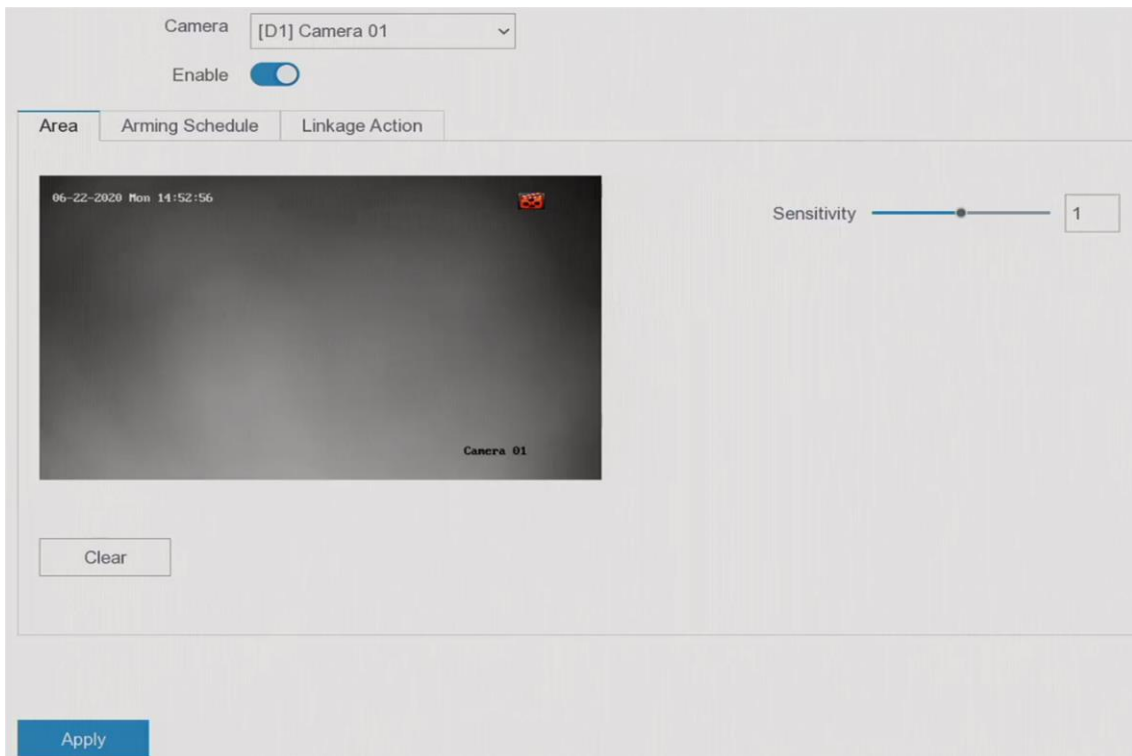 Camera [D1] Camera 01
Enable
Area Arming Schedule Linkage Action
06-22-2020 Mon 14:52:56
Sensitivity 1
Camera 01
Clear
Apply